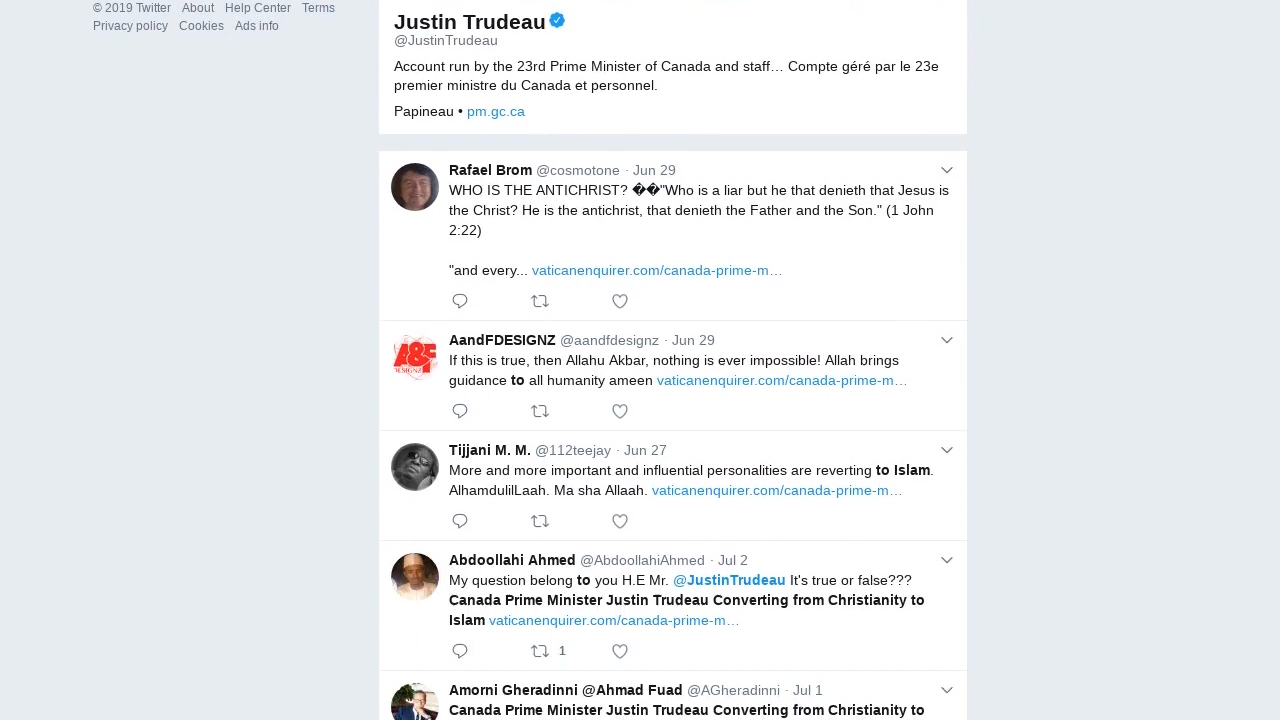 © 2019 Twitter About Help Center Terms
Privacy policy Cookies Ads info
Justin Trudeau
@JustinTrudeau
Account run by the 23rd Prime Minister of Canada and staff… Compte géré par le 23e
premier ministre du Canada et personnel.
Papineau • pm.gc.ca
Rafael Brom @cosmotone · Jun 29
WHO IS THE ANTICHRIST? ��"Who is a liar but he that denieth that Jesus is
the Christ? He is the antichrist, that denieth the Father and the Son." (1 John
2:22)
"and every... vaticanenquirer.com/canada-prime-m…
A&F
DESIGNZ
AandFDESIGNZ @aandfdesignz · Jun 29
If this is true, then Allahu Akbar, nothing is ever impossible! Allah brings
guidance to all humanity ameen vaticanenquirer.com/canada-prime-m…
Tijjani M. M. @112teejay · Jun 27
More and more important and influential personalities are reverting to Islam.
AlhamdulilLaah. Ma sha Allaah. vaticanenquirer.com/canada-prime-m…
Abdoollahi Ahmed @AbdoollahiAhmed · Jul 2
My question belong to you H.E Mr. @JustinTrudeau It's true or false???
Canada Prime Minister Justin Trudeau Converting from Christianity to
Islam vaticanenquirer.com/canada-prime-m…
1
Amorni Gheradinni @Ahmad Fuad @AGheradinni · Jul 1
Canada Prime Minister Justin Trudeau Converting from Christianity to